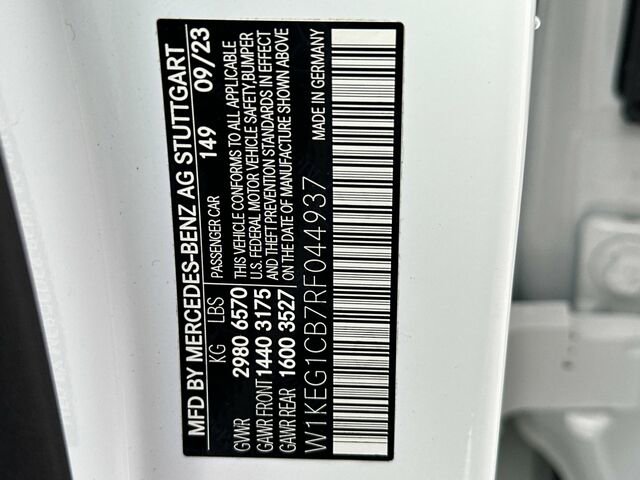 MFD BY MERCEDES-BENZ AG STUTTGART
KG LBS PASSENGER CAR 149 09/23
GVWR 2980 6570 THIS VEHICLE CONFORMS TO ALL APPLICABLE
U.S. FEDERAL MOTOR VEHICLE SAFETY,BUMPER
GAWR FRONT 1440 3175 AND THEFT PREVENTION STANDARDS IN EFFECT
GAWR REAR 1600 3527 ON THE DATE OF MANUFACTURE SHOWN ABOVE
W1KEG1CB7RF044937 MADE IN GERMANY